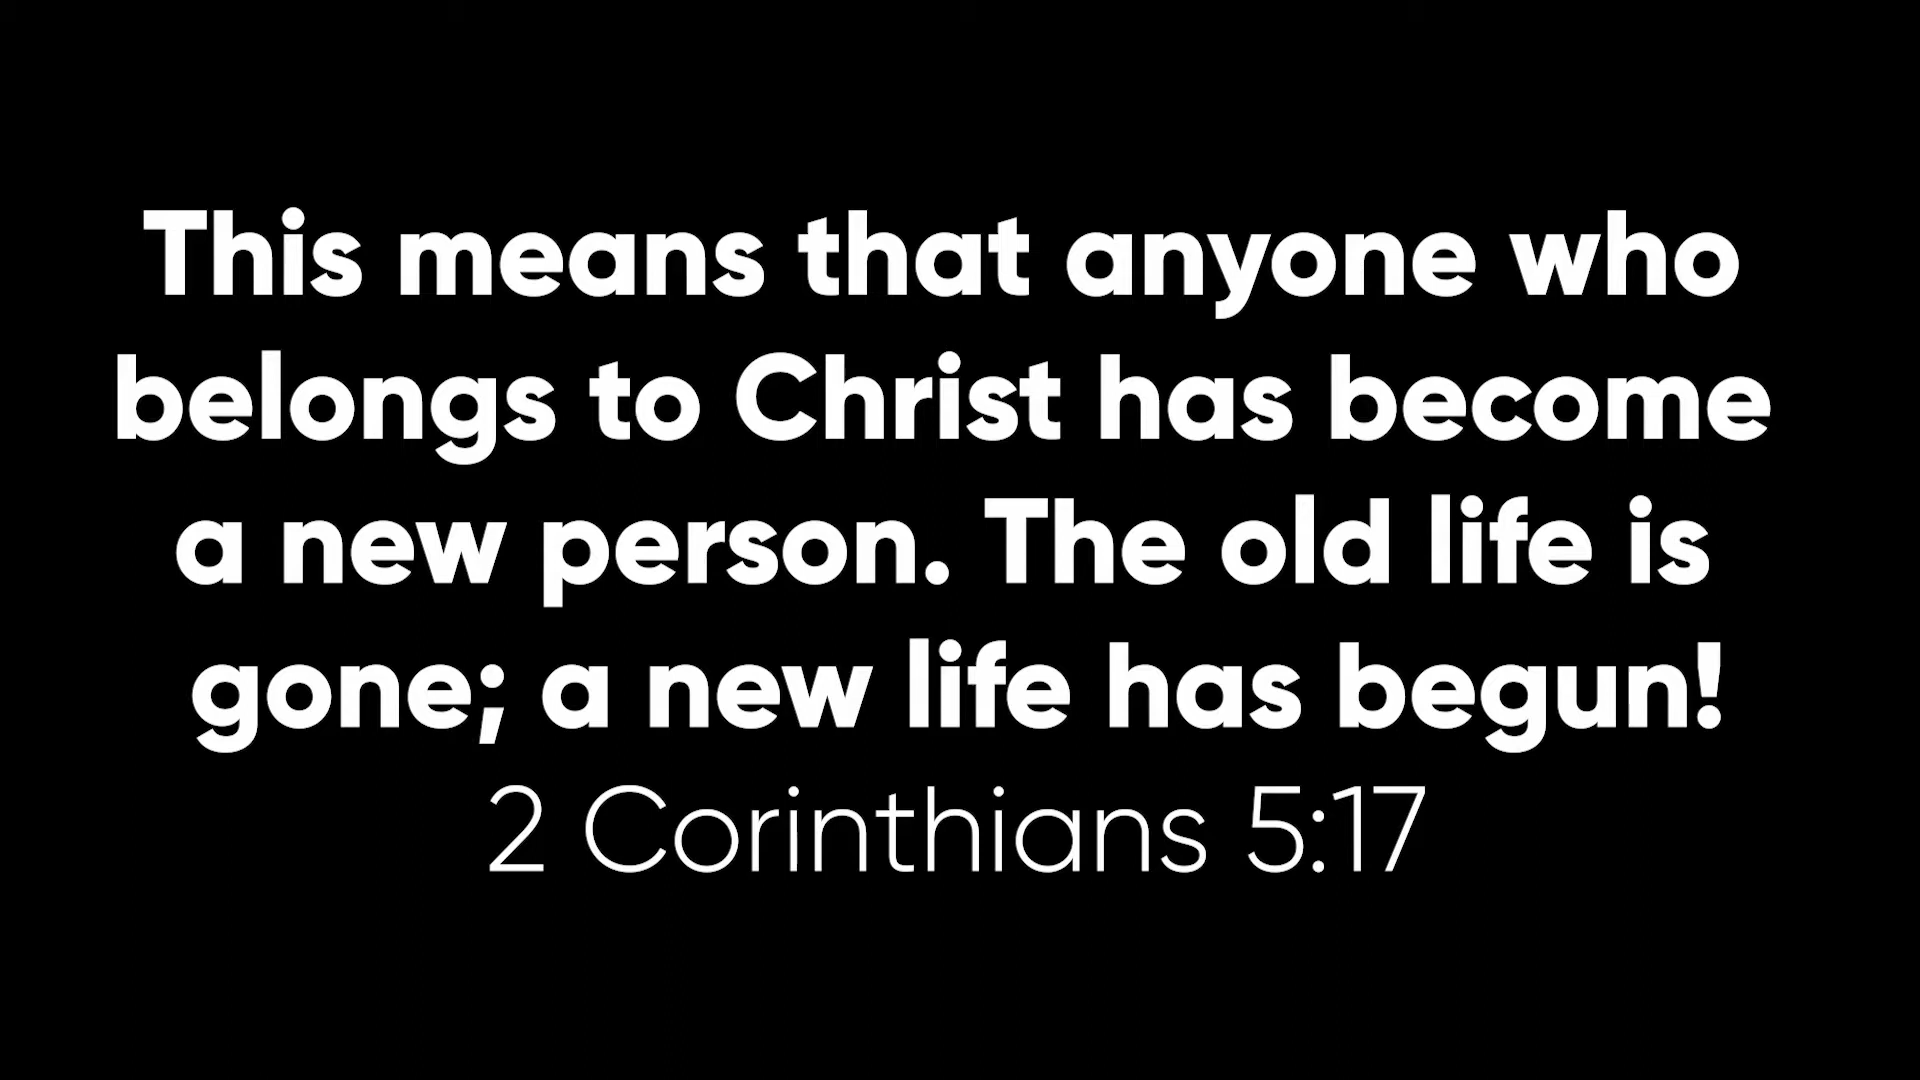 This means that anyone who
belongs to Christ has become
a new person. The old life is
gone; a new life has begun!
2 Corinthians 5:17